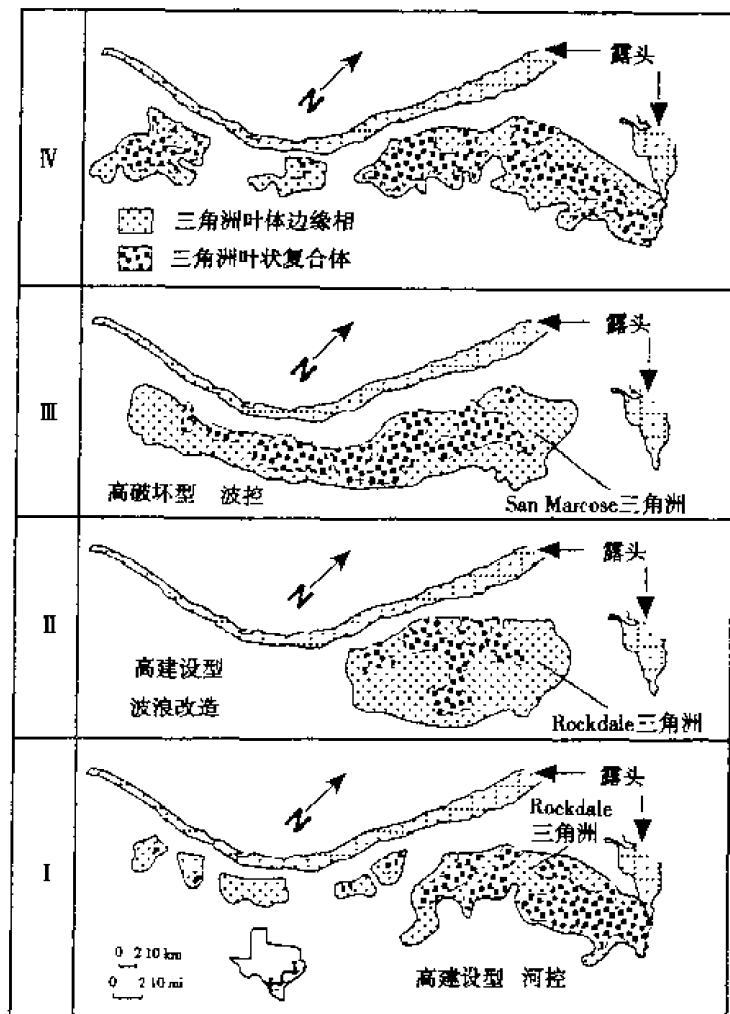 露头
N
Ⅳ
三角洲叶体边缘相
三角洲叶状复合体
露头
N
Ⅲ
高破坏型 波控
San Marcose三角洲
露头
N
Ⅱ
高建设型
波浪改造
Rockdale三角洲
露头
Rockdale
三角洲
N
Ⅰ
0 2 10 km
0 2 10 mi
高建设型 河控